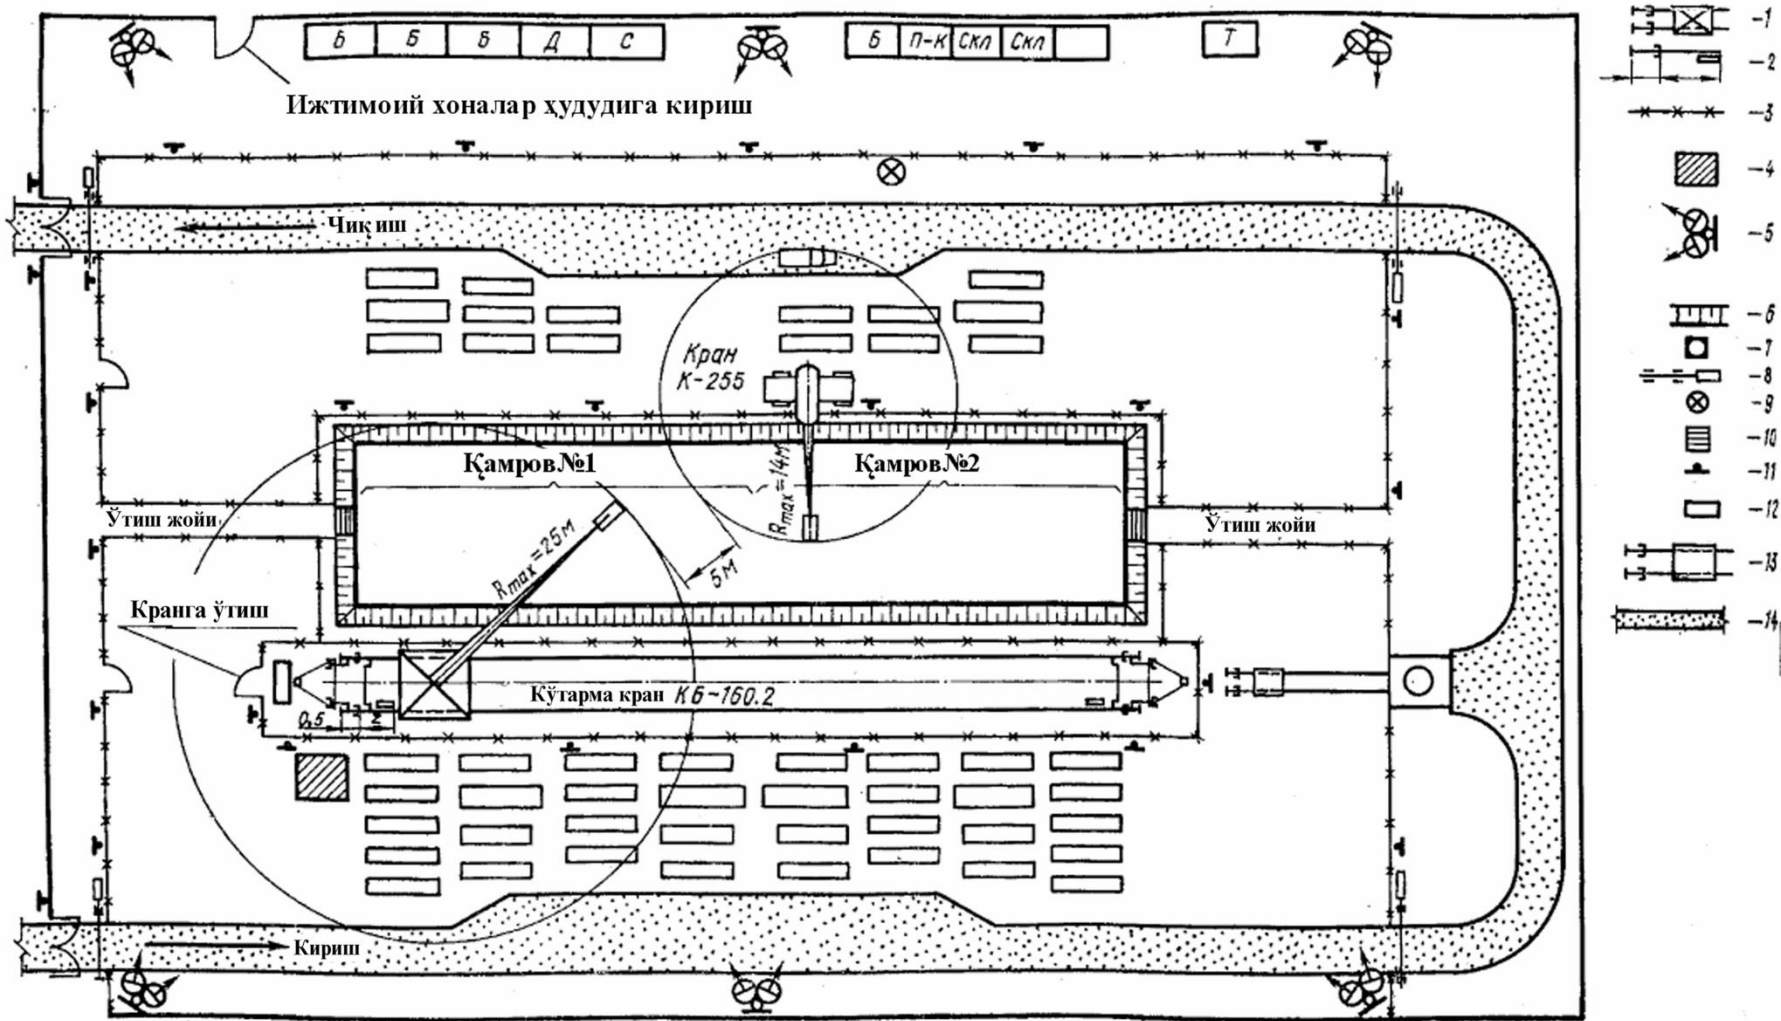 Б Б Б Д С
Б П-К Скл Скл
Т
Ижтимоий хоналар ҳудудига кириш
Чиқиш
Кран
К-255
Қамров№1
Қамров№2
Rmax=14м
Ўтиш жойи
Ўтиш жойи
Rmax=25м
5м
Кранга ўтиш
Кўтарма кран КБ-160.2
0,5
2
Кириш
-1
-2
-3
-4
-5
-6
-7
-8
-9
-10
-11
-12
-13
-14